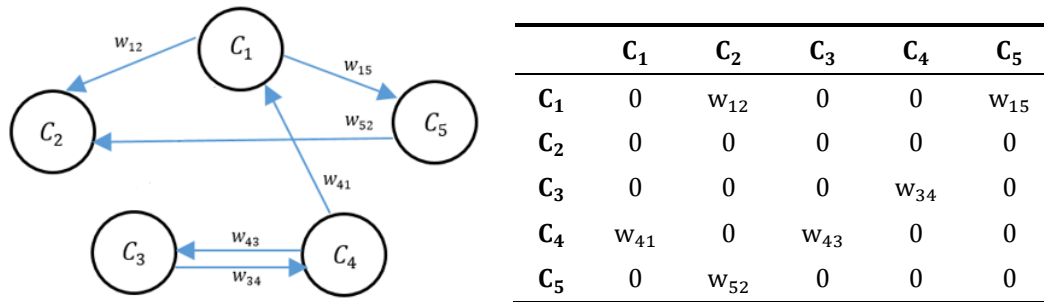 w₁₂
C₁
w₁₅
C₂
w₅₂
C₅
w₄₁
C₃
w₄₃
w₃₄
C₄
C₁ C₂ C₃ C₄ C₅
C₁ 0 w₁₂ 0 0 w₁₅
C₂ 0 0 0 0 0
C₃ 0 0 0 w₃₄ 0
C₄ w₄₁ 0 w₄₃ 0 0
C₅ 0 w₅₂ 0 0 0